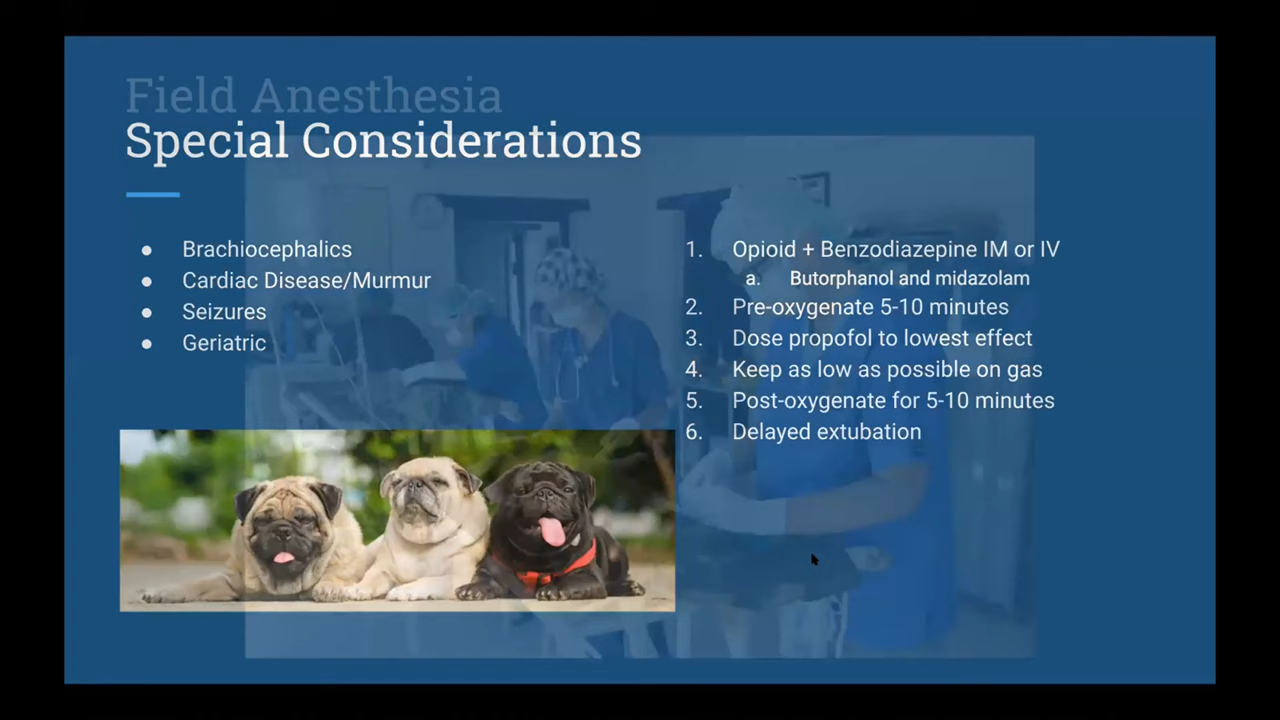 Field Anesthesia
Special Considerations
● Brachiocephalics
● Cardiac Disease/Murmur
● Seizures
● Geriatric
1. Opioid + Benzodiazepine IM or IV
a. Butorphanol and midazolam
2. Pre-oxygenate 5-10 minutes
3. Dose propofol to lowest effect
4. Keep as low as possible on gas
5. Post-oxygenate for 5-10 minutes
6. Delayed extubation